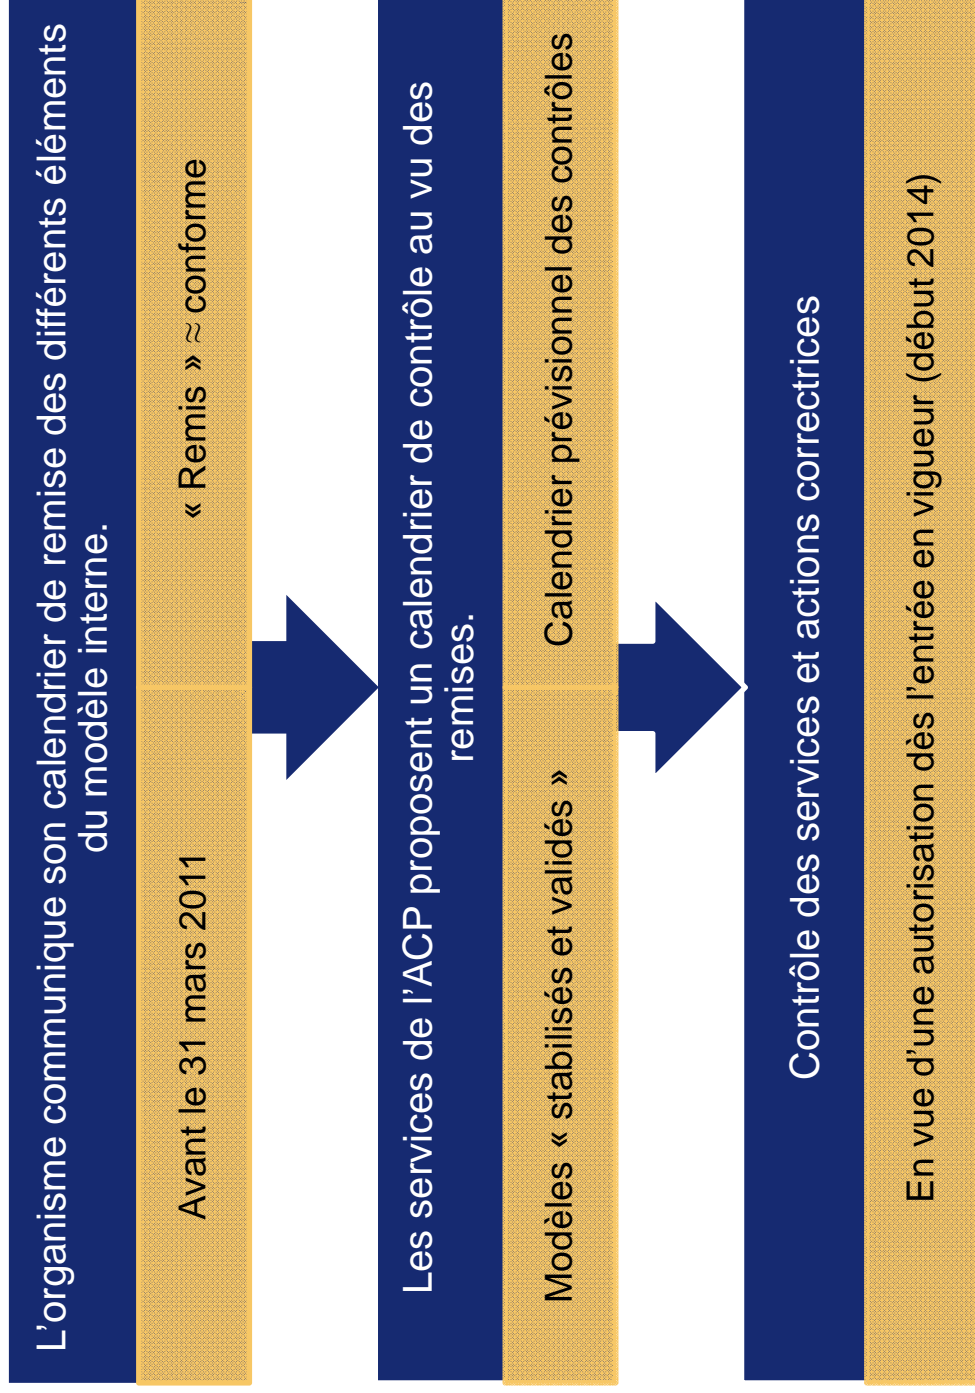 L'organisme communique son calendrier de remise des différents éléments
du modèle interne.
Avant le 31 mars 2011
« Remis » ≈ conforme
Les services de l'ACP proposent un calendrier de contrôle au vu des
remises.
Modèles « stabilisés et validés »
Calendrier prévisionnel des contrôles
Contrôle des services et actions correctrices
En vue d'une autorisation dès l'entrée en vigueur (début 2014)